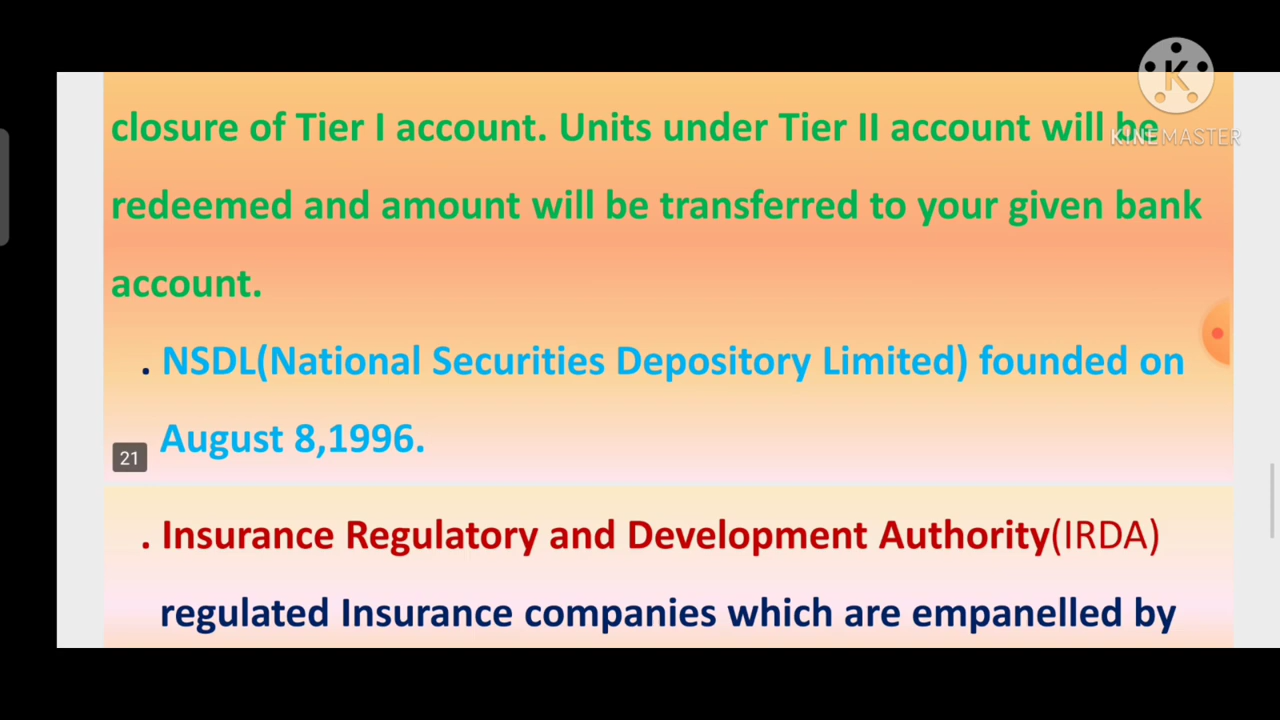 closure of Tier I account. Units under Tier II account will be
redeemed and amount will be transferred to your given bank
account.
. NSDL(National Securities Depository Limited) founded on
August 8,1996.
21
. Insurance Regulatory and Development Authority(IRDA)
regulated Insurance companies which are empanelled by
K
KINEMASTER